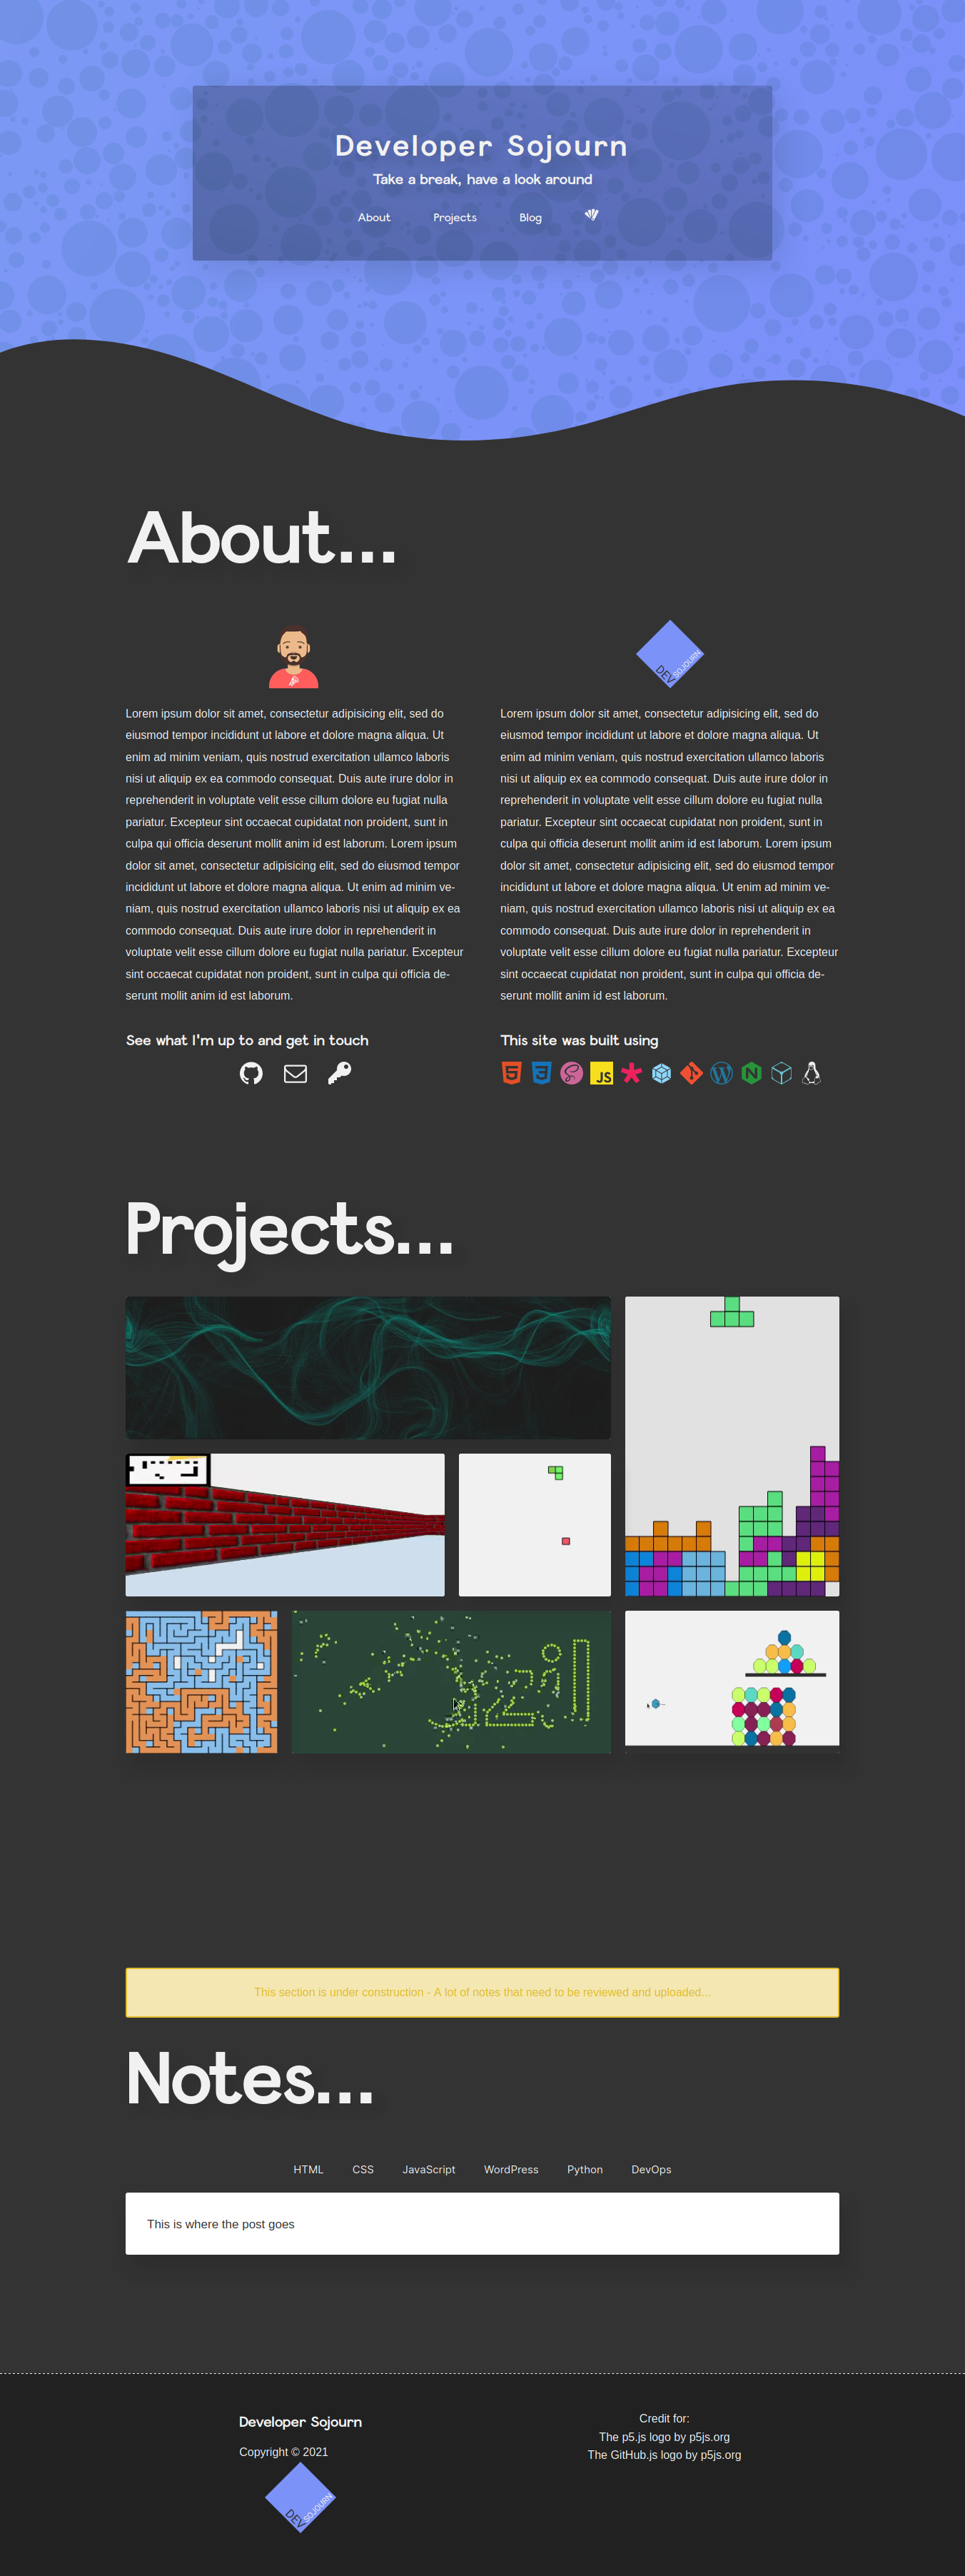 Developer Sojourn
Take a break, have a look around
About Projects Blog
About...
DEV
SOJOURN
Lorem ipsum dolor sit amet, consectetur adipisicing elit, sed do
eiusmod tempor incididunt ut labore et dolore magna aliqua. Ut
enim ad minim veniam, quis nostrud exercitation ullamco laboris
nisi ut aliquip ex ea commodo consequat. Duis aute irure dolor in
reprehenderit in voluptate velit esse cillum dolore eu fugiat nulla
pariatur. Excepteur sint occaecat cupidatat non proident, sunt in
culpa qui officia deserunt mollit anim id est laborum. Lorem ipsum
dolor sit amet, consectetur adipisicing elit, sed do eiusmod tempor
incididunt ut labore et dolore magna aliqua. Ut enim ad minim ve-
niam, quis nostrud exercitation ullamco laboris nisi ut aliquip ex ea
commodo consequat. Duis aute irure dolor in reprehenderit in
voluptate velit esse cillum dolore eu fugiat nulla pariatur. Excepteur
sint occaecat cupidatat non proident, sunt in culpa qui officia de-
serunt mollit anim id est laborum.
See what I'm up to and get in touch
Lorem ipsum dolor sit amet, consectetur adipisicing elit, sed do
eiusmod tempor incididunt ut labore et dolore magna aliqua. Ut
enim ad minim veniam, quis nostrud exercitation ullamco laboris
nisi ut aliquip ex ea commodo consequat. Duis aute irure dolor in
reprehenderit in voluptate velit esse cillum dolore eu fugiat nulla
pariatur. Excepteur sint occaecat cupidatat non proident, sunt in
culpa qui officia deserunt mollit anim id est laborum. Lorem ipsum
dolor sit amet, consectetur adipisicing elit, sed do eiusmod tempor
incididunt ut labore et dolore magna aliqua. Ut enim ad minim ve-
niam, quis nostrud exercitation ullamco laboris nisi ut aliquip ex ea
commodo consequat. Duis aute irure dolor in reprehenderit in
voluptate velit esse cillum dolore eu fugiat nulla pariatur. Excepteur
sint occaecat cupidatat non proident, sunt in culpa qui officia de-
serunt mollit anim id est laborum.
This site was built using
JS
Projects...
This section is under construction - A lot of notes that need to be reviewed and uploaded...
Notes...
HTML CSS JavaScript WordPress Python DevOps
This is where the post goes
Developer Sojourn
Copyright © 2021
DEV
SOJOURN
Credit for:
The p5.js logo by p5js.org
The GitHub.js logo by p5js.org